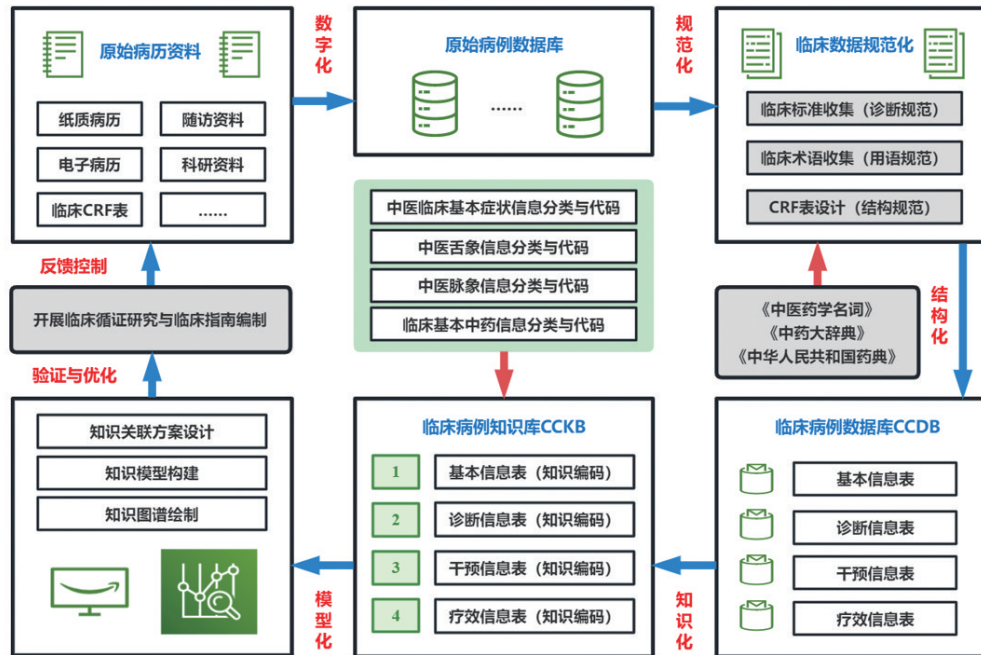 原始病历资料
纸质病历
随访资料
电子病历
科研资料
临床CRF表
......
数字化
原始病例数据库
......
规范化
临床数据规范化
临床标准收集（诊断规范）
临床术语收集（用语规范）
CRF表设计（结构规范）
中医临床基本症状信息分类与代码
中医舌象信息分类与代码
中医脉象信息分类与代码
临床基本中药信息分类与代码
反馈控制
开展临床循证研究与临床指南编制
验证与优化
《中医药学名词》
《中药大辞典》
《中华人民共和国药典》
结构化
知识关联方案设计
知识模型构建
知识图谱绘制
模型化
临床病例知识库CCKB
1
基本信息表（知识编码）
2
诊断信息表（知识编码）
3
干预信息表（知识编码）
4
疗效信息表（知识编码）
知识化
临床病例数据库CCDB
基本信息表
诊断信息表
干预信息表
疗效信息表